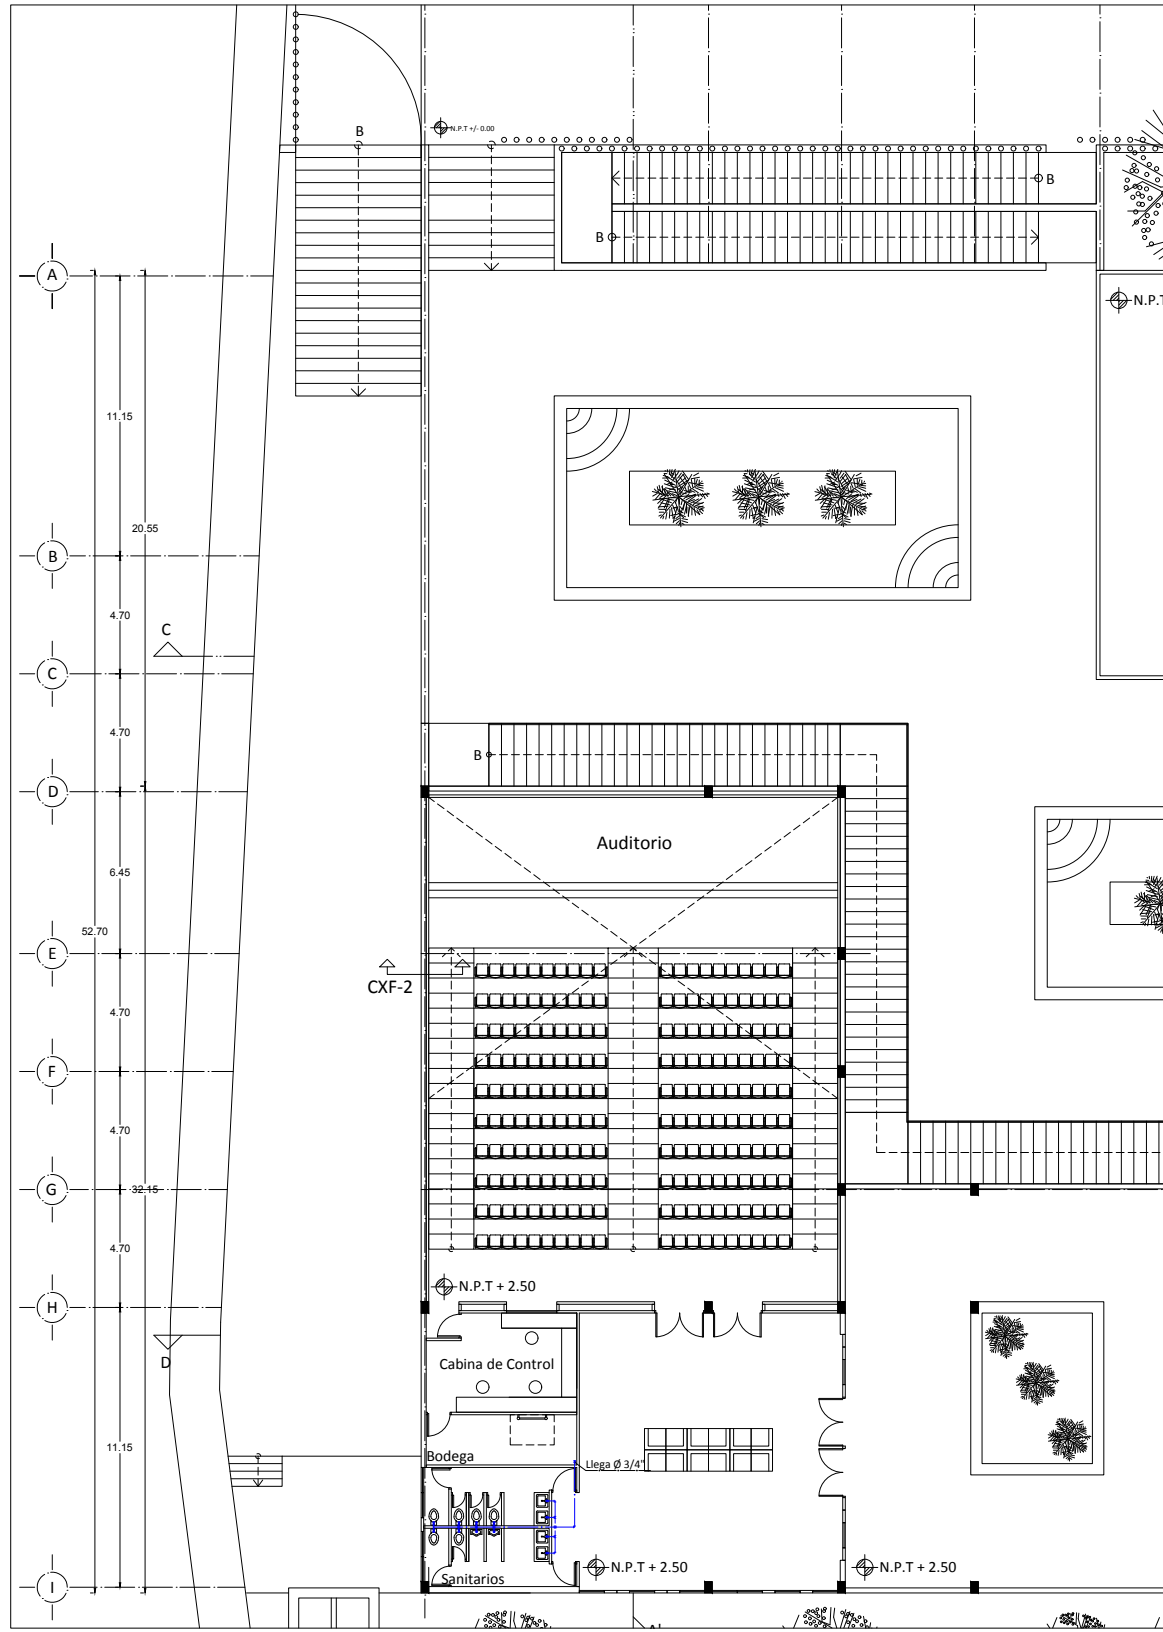 B
N.P.T +/- 0.00
B
B
A
N.P.T
11.15
20.55
B
4.70
C
C
4.70
B
D
Auditorio
6.45
52.70
E
CXF-2
4.70
F
4.70
G
32.15
4.70
N.P.T + 2.50
H
D
Cabina de Control
11.15
Bodega
Llega Ø 3/4"
N.P.T + 2.50
N.P.T + 2.50
Sanitarios
I